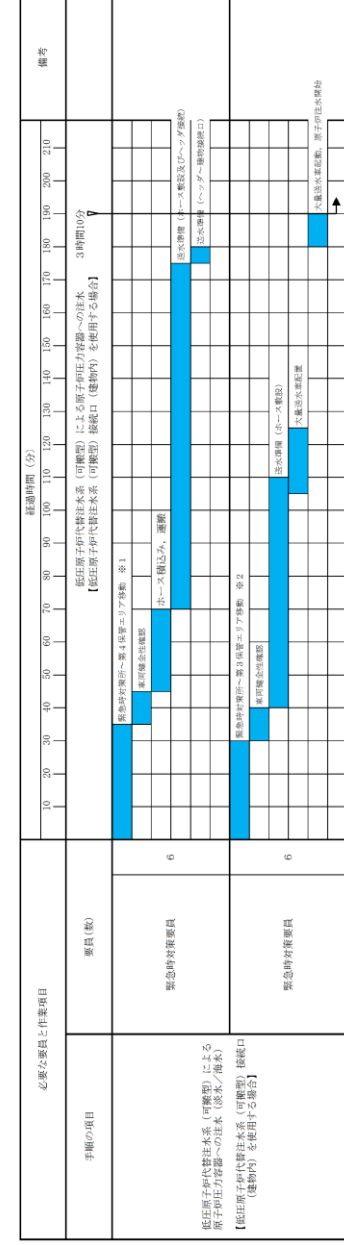 必要な要員と作業項目
経過時間（分）
備考
手順の項目
要員(数)
10 20 30 40 50 60 70 80 90 100 110 120 130 140 150 160 170 180 190 200 210
低圧原子炉代替注水系（可搬型）による原子炉圧力容器への注水
【低圧原子炉代替注水系（可搬型）接続口（建物内）を使用する場合】
3時間10分
低圧原子炉代替注水系（可搬型）による
原子炉圧力容器への注水（淡水／海水）
【低圧原子炉代替注水系（可搬型）接続口
（建物内）を使用する場合】
緊急時対策要員
6
緊急時対策所～第4保管エリア移動 ※1
車両健全性確認
ホース積込み，運搬
送水準備（ホース敷設及びヘッダ接続）
送水準備（ヘッダ～建物接続口）
緊急時対策要員
6
緊急時対策所～第3保管エリア移動 ※2
車両健全性確認
送水準備（ホース敷設）
大量送水車配置
大量送水車起動，原子炉注水開始